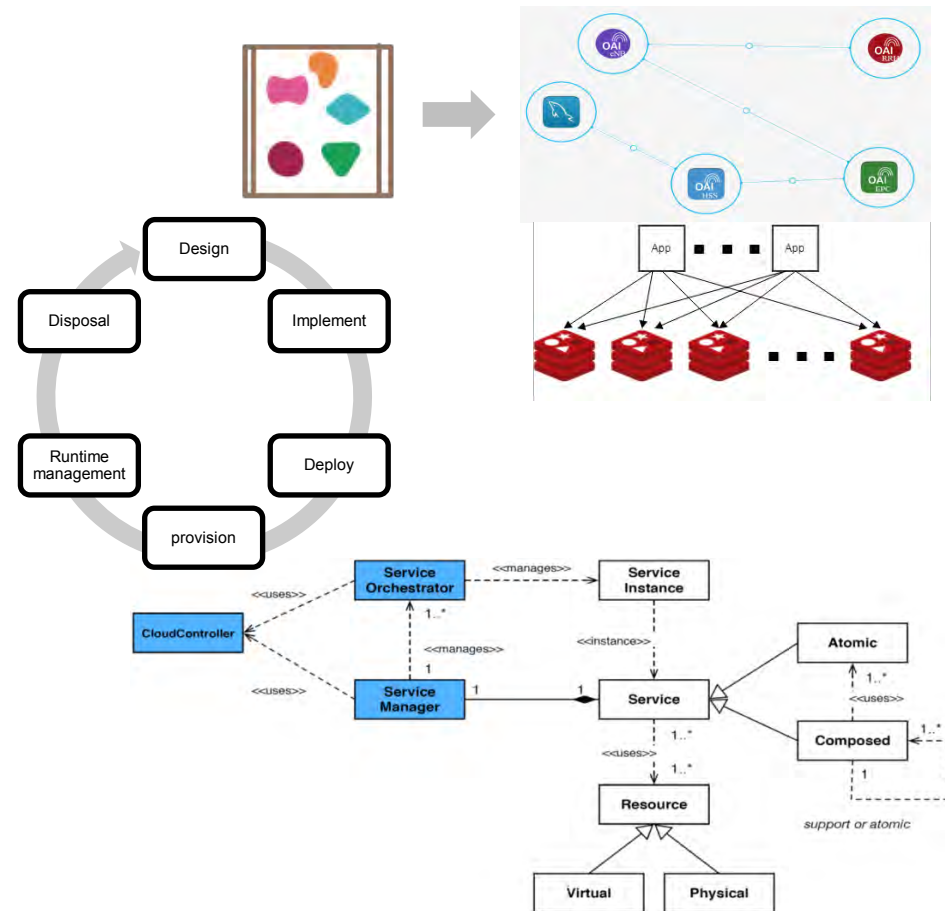 OAI
eNB
OAI
RRH
OAI
HSS
OAI
EPC
App
App
Design
Disposal
Implement
Runtime
management
Deploy
provision
Service
Orchestrator
<<manages>>
Service
Instance
<<uses>>
1..*
CloudController
<<manages>>
<<instance>>
Atomic
1
1..*
<<uses>>
<<uses>>
Service
Manager
1
1
Service
1..*
Composed
1..*
<<uses>>
1..*
1
Resource
support or atomic
Virtual
Physical